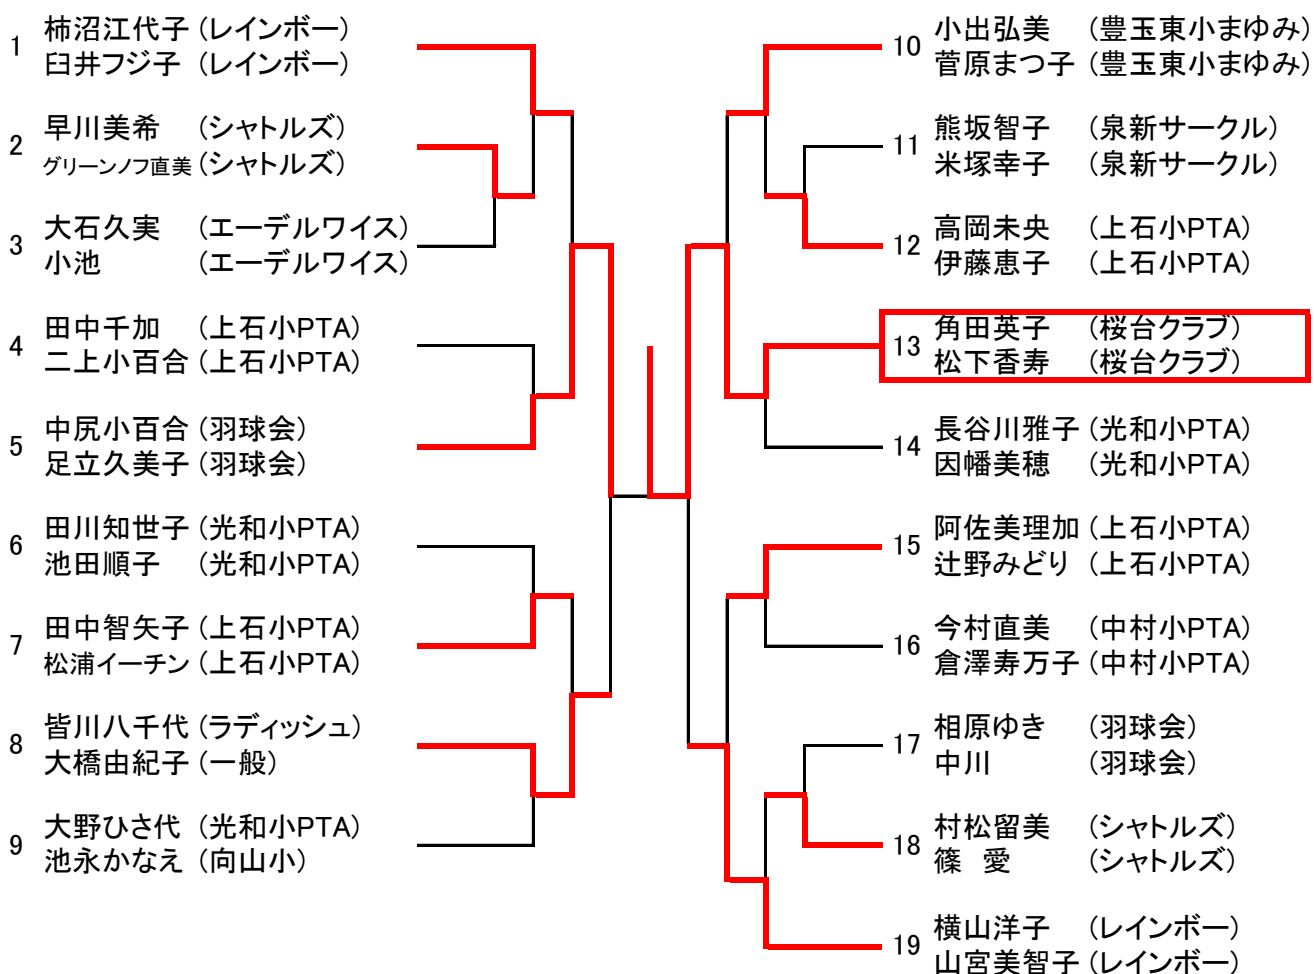 1 柿沼江代子 (レインボー)
臼井フジ子 (レインボー)
2 早川美希 (シャトルズ)
グリーンノフ直美 (シャトルズ)
3 大石久実 (エーデルワイス)
小池 (エーデルワイス)
4 田中千加 (上石小PTA)
二上小百合 (上石小PTA)
5 中尻小百合 (羽球会)
足立久美子 (羽球会)
6 田川知世子 (光和小PTA)
池田順子 (光和小PTA)
7 田中智矢子 (上石小PTA)
松浦イーチン (上石小PTA)
8 皆川八千代 (ラディッシュ)
大橋由紀子 (一般)
9 大野ひさ代 (光和小PTA)
池永かなえ (向山小)
10 小出弘美 (豊玉東小まゆみ)
菅原まつ子 (豊玉東小まゆみ)
11 熊坂智子 (泉新サークル)
米塚幸子 (泉新サークル)
12 高岡未央 (上石小PTA)
伊藤恵子 (上石小PTA)
13 角田英子 (桜台クラブ)
松下香寿 (桜台クラブ)
14 長谷川雅子 (光和小PTA)
因幡美穂 (光和小PTA)
15 阿佐美理加 (上石小PTA)
辻野みどり (上石小PTA)
16 今村直美 (中村小PTA)
倉澤寿万子 (中村小PTA)
17 相原ゆき (羽球会)
中川 (羽球会)
18 村松留美 (シャトルズ)
篠 愛 (シャトルズ)
19 横山洋子 (レインボー)
山宮美智子 (レインボー)